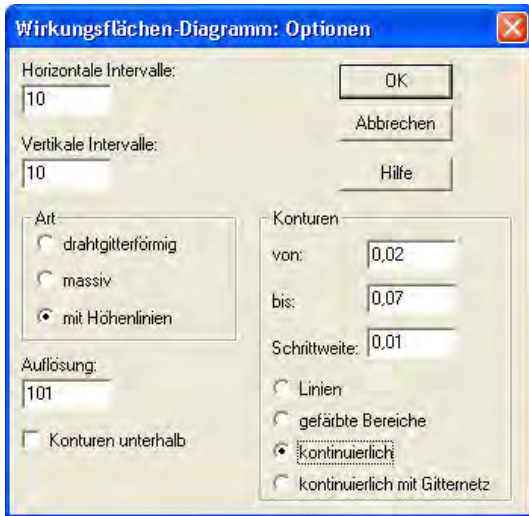 Wirkungsflächen-Diagramm: Optionen
Horizontale Intervalle:
10
Vertikale Intervalle:
10
OK
Abbrechen
Hilfe
Art
drahtgitterförmig
massiv
mit Höhenlinien
Auflösung:
101
Konturen unterhalb
Konturen
von: 0,02
bis: 0,07
Schrittweite: 0,01
Linien
gefärbte Bereiche
kontinuierlich
kontinuierlich mit Gitternetz